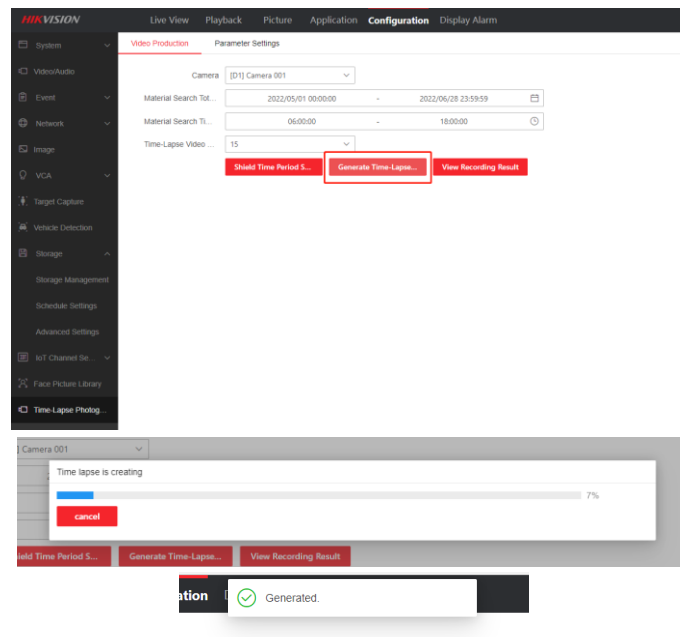 HIKVISION
Live View Playback Picture Application Configuration Display Alarm
System
Video/Audio
Event
Network
Image
VCA
Target Capture
Vehicle Detection
Storage
Storage Management
Schedule Settings
Advanced Settings
IoT Channel Se...
Face Picture Library
Time-Lapse Photog...
Video Production Parameter Settings
Camera [D1] Camera 001
Material Search Tot... 2022/05/01 00:00:00 - 2022/06/28 23:59:59
Material Search Ti... 06:00:00 - 18:00:00
Time-Lapse Video ... 15
Shield Time Period S... Generate Time-Lapse... View Recording Result
] Camera 001
Time lapse is creating
7%
cancel
ield Time Period S... Generate Time-Lapse... View Recording Result
ation
Generated.